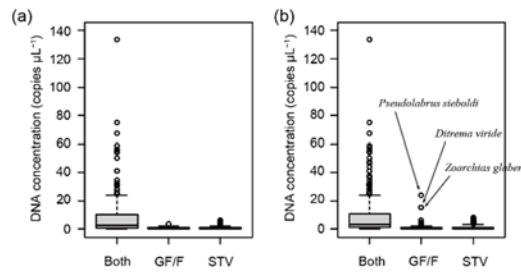 (a)
DNA concentration (copies µL⁻¹)
140
120
100
80
60
40
20
0
Both GF/F STV
(b)
DNA concentration (copies µL⁻¹)
140
120
100
80
60
40
20
0
Pseudolabrus sieboldi
Ditrema viride
Zoarchias glaber
Both GF/F STV